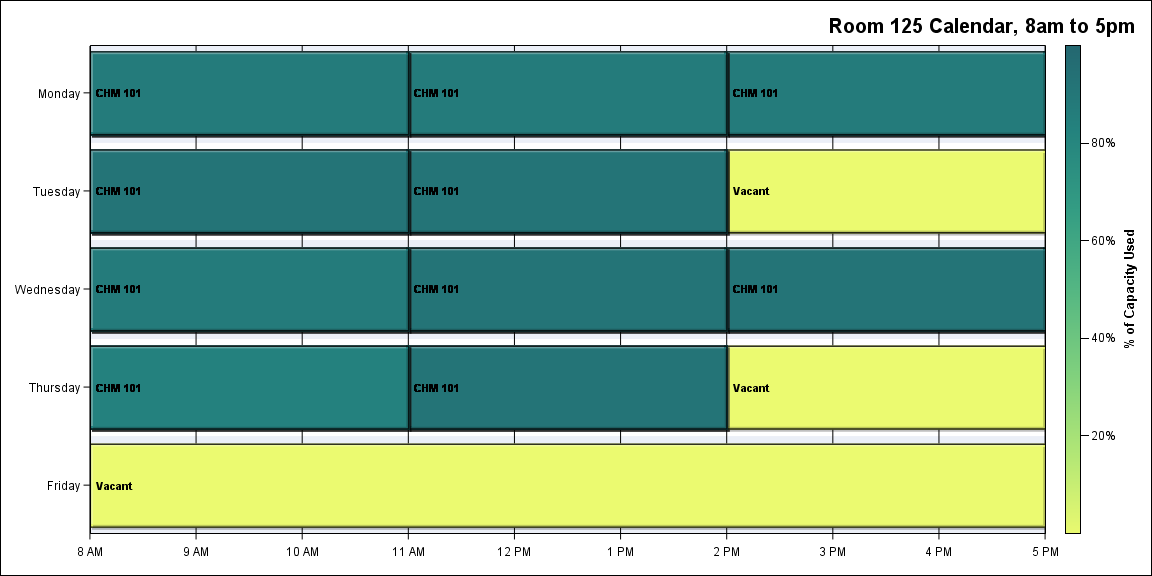 Room 125 Calendar, 8am to 5pm
Monday
CHM 101
CHM 101
CHM 101
80%
Tuesday
CHM 101
CHM 101
Vacant
60%
% of Capacity Used
Wednesday
CHM 101
CHM 101
CHM 101
40%
Thursday
CHM 101
CHM 101
Vacant
20%
Friday
Vacant
8 AM
9 AM
10 AM
11 AM
12 PM
1 PM
2 PM
3 PM
4 PM
5 PM